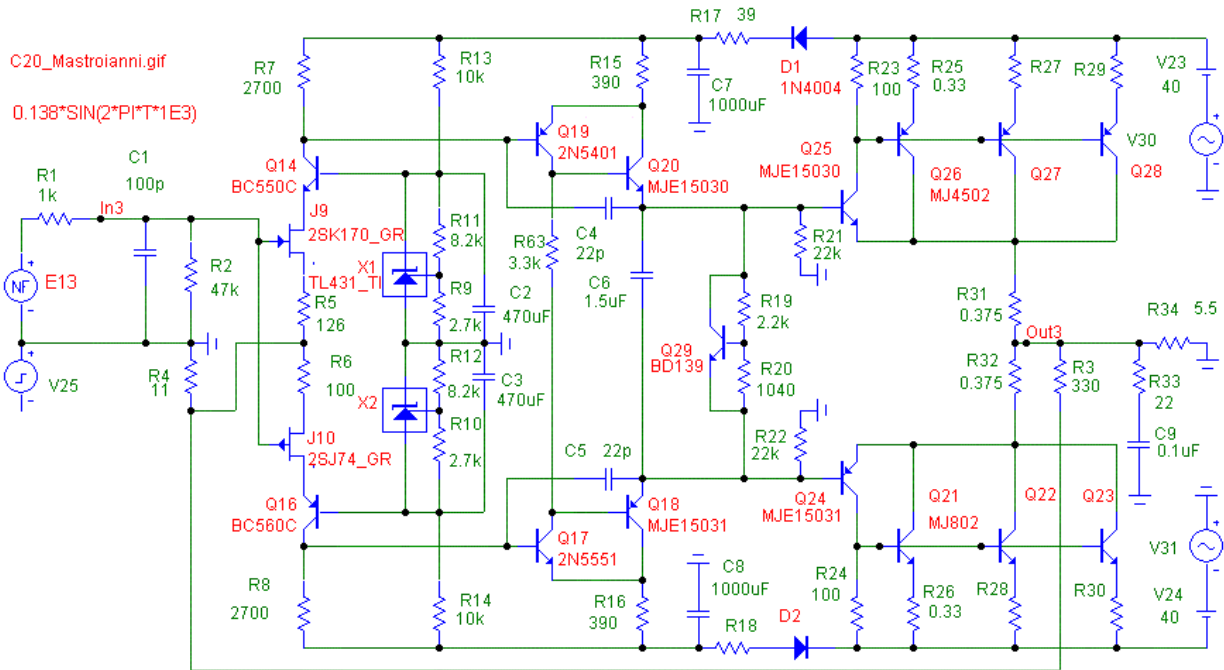 C20_Mastroianni.gif
0.138*SIN(2*PI*T*1E3)
R1
1k
In3
C1
100p
NF
E13
V25
R2
47k
R4
11
R7
2700
Q14
BC550C
J9
2SK170_GR
R5
126
R6
100
J10
2SJ74_GR
Q16
BC560C
R8
2700
R13
10k
R11
8.2k
X1
TL431_TI
R9
2.7k
C2
470uF
R12
8.2k
C3
470uF
X2
R10
2.7k
R14
10k
Q19
2N5401
R15
390
Q20
MJE15030
C4
22p
R63
3.3k
C6
1.5uF
C5
22p
Q18
MJE15031
Q17
2N5551
R16
390
R17
39
D1
1N4004
C7
1000uF
C8
1000uF
R18
D2
Q29
BD139
R19
2.2k
R20
1040
R21
22k
R22
22k
Q25
MJE15030
Q24
MJE15031
R23
100
R25
0.33
R27
R29
Q26
MJ4502
Q27
Q28
V23
40
V30
R31
0.375
Out3
R32
0.375
R3
330
R34
5.5
R33
22
C9
0.1uF
Q21
MJ802
Q22
Q23
R24
100
R26
0.33
R28
R30
V31
V24
40